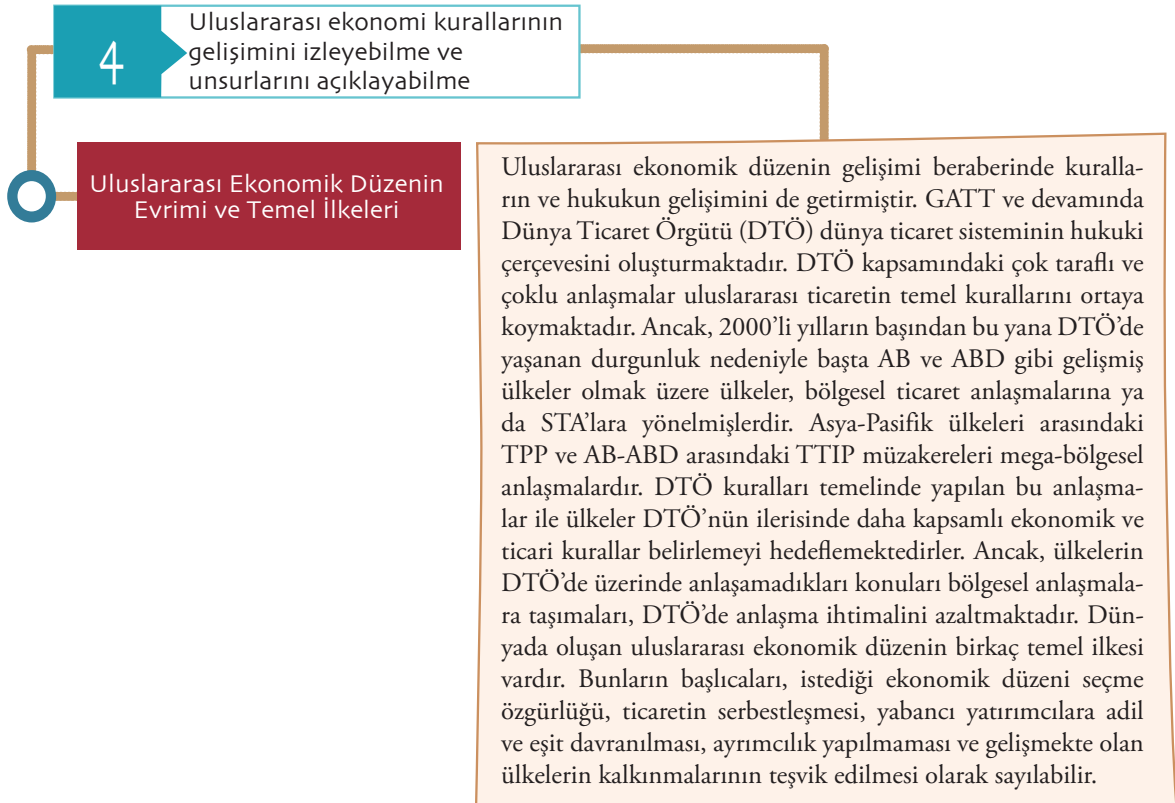 4
Uluslararası ekonomi kurallarının
gelişimini izleyebilme ve
unsurlarını açıklayabilme
Uluslararası Ekonomik Düzenin
Evrimi ve Temel İlkeleri
Uluslararası ekonomik düzenin gelişimi beraberinde kuralla-
rın ve hukukun gelişimini de getirmiştir. GATT ve devamında
Dünya Ticaret Örgütü (DTÖ) dünya ticaret sisteminin hukuki
çerçevesini oluşturmaktadır. DTÖ kapsamındaki çok taraflı ve
çoklu anlaşmalar uluslararası ticaretin temel kurallarını ortaya
koymaktadır. Ancak, 2000’li yılların başından bu yana DTÖ’de
yaşanan durgunluk nedeniyle başta AB ve ABD gibi gelişmiş
ülkeler olmak üzere ülkeler, bölgesel ticaret anlaşmalarına ya
da STA’lara yönelmişlerdir. Asya-Pasifik ülkeleri arasındaki
TPP ve AB-ABD arasındaki TTIP müzakereleri mega-bölgesel
anlaşmalardır. DTÖ kuralları temelinde yapılan bu anlaşma-
lar ile ülkeler DTÖ’nün ilerisinde daha kapsamlı ekonomik ve
ticari kurallar belirlemeyi hedeflemektedirler. Ancak, ülkelerin
DTÖ’de üzerinde anlaşamadıkları konuları bölgesel anlaşmala-
ra taşımaları, DTÖ’de anlaşma ihtimalini azaltmaktadır. Dün-
yada oluşan uluslararası ekonomik düzenin birkaç temel ilkesi
vardır. Bunların başlıcaları, istediği ekonomik düzeni seçme
özgürlüğü, ticaretin serbestleşmesi, yabancı yatırımcılara adil
ve eşit davranılması, ayrımcılık yapılmaması ve gelişmekte olan
ülkelerin kalkınmalarının teşvik edilmesi olarak sayılabilir.